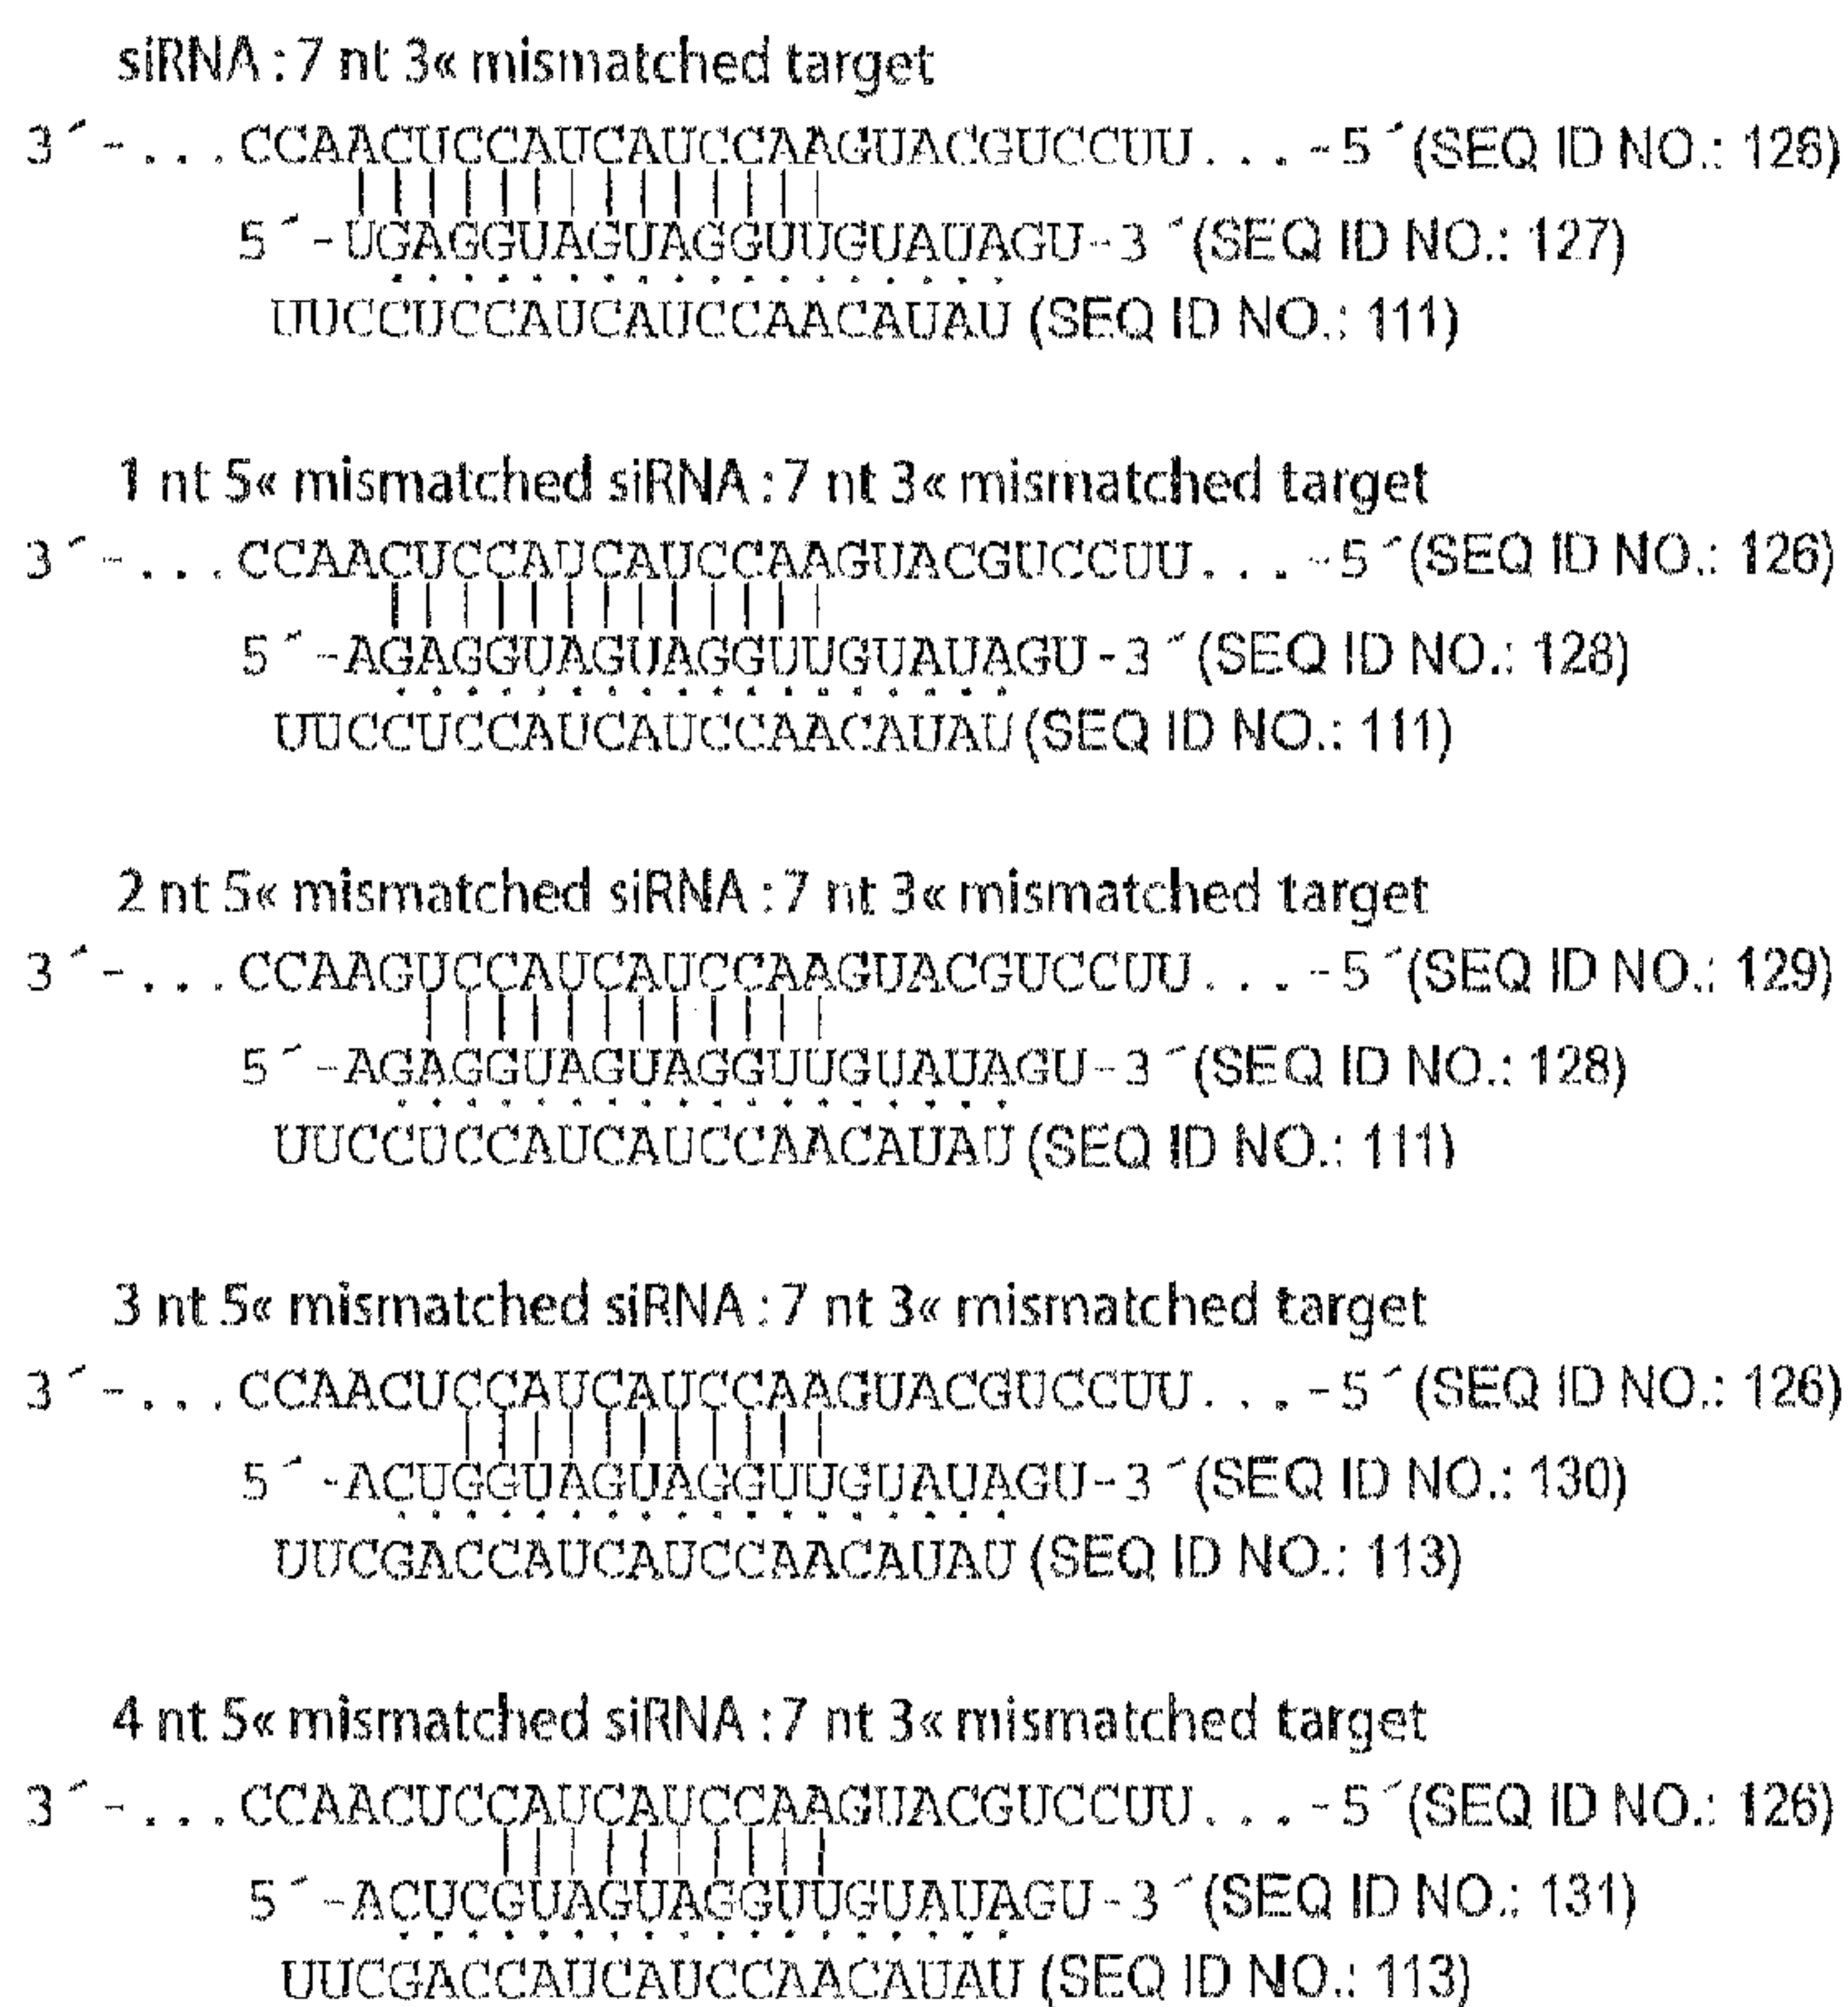 siRNA : 7 nt 3« mismatched target
3´-...CCAACUCCAUCAUCCAAGUACGUCCUU...-5´(SEQ ID NO.: 126)
5´-UGAGGUAGUAGGUUGUAUAGU-3´(SEQ ID NO.: 127)
UUCCUCCAUCAUCCAACAUAU (SEQ ID NO.: 111)
1 nt 5« mismatched siRNA : 7 nt 3« mismatched target
3´-...CCAACUCCAUCAUCCAAGUACGUCCUU...-5´(SEQ ID NO.: 126)
5´-AGAGGUAGUAGGUUGUAUAGU-3´(SEQ ID NO.: 128)
UUCCUCCAUCAUCCAACAUAU (SEQ ID NO.: 111)
2 nt 5« mismatched siRNA : 7 nt 3« mismatched target
3´-...CCAAGUCCAUCAUCCAAGUACGUCCUU...-5´(SEQ ID NO.: 129)
5´-AGAGGUAGUAGGUUGUAUAGU-3´(SEQ ID NO.: 128)
UUCCUCCAUCAUCCAACAUAU (SEQ ID NO.: 111)
3 nt 5« mismatched siRNA : 7 nt 3« mismatched target
3´-...CCAACUCCAUCAUCCAAGUACGUCCUU...-5´(SEQ ID NO.: 126)
5´-ACUGGUAGUAGGUUGUAUAGU-3´(SEQ ID NO.: 130)
UUCGACCAUCAUCCAACAUAU (SEQ ID NO.: 113)
4 nt 5« mismatched siRNA : 7 nt 3« mismatched target
3´-...CCAACUCCAUCAUCCAAGUACGUCCUU...-5´(SEQ ID NO.: 126)
5´-ACUCGUAGUAGGUUGUAUAGU-3´(SEQ ID NO.: 131)
UUCGACCAUCAUCCAACAUAU (SEQ ID NO.: 113)